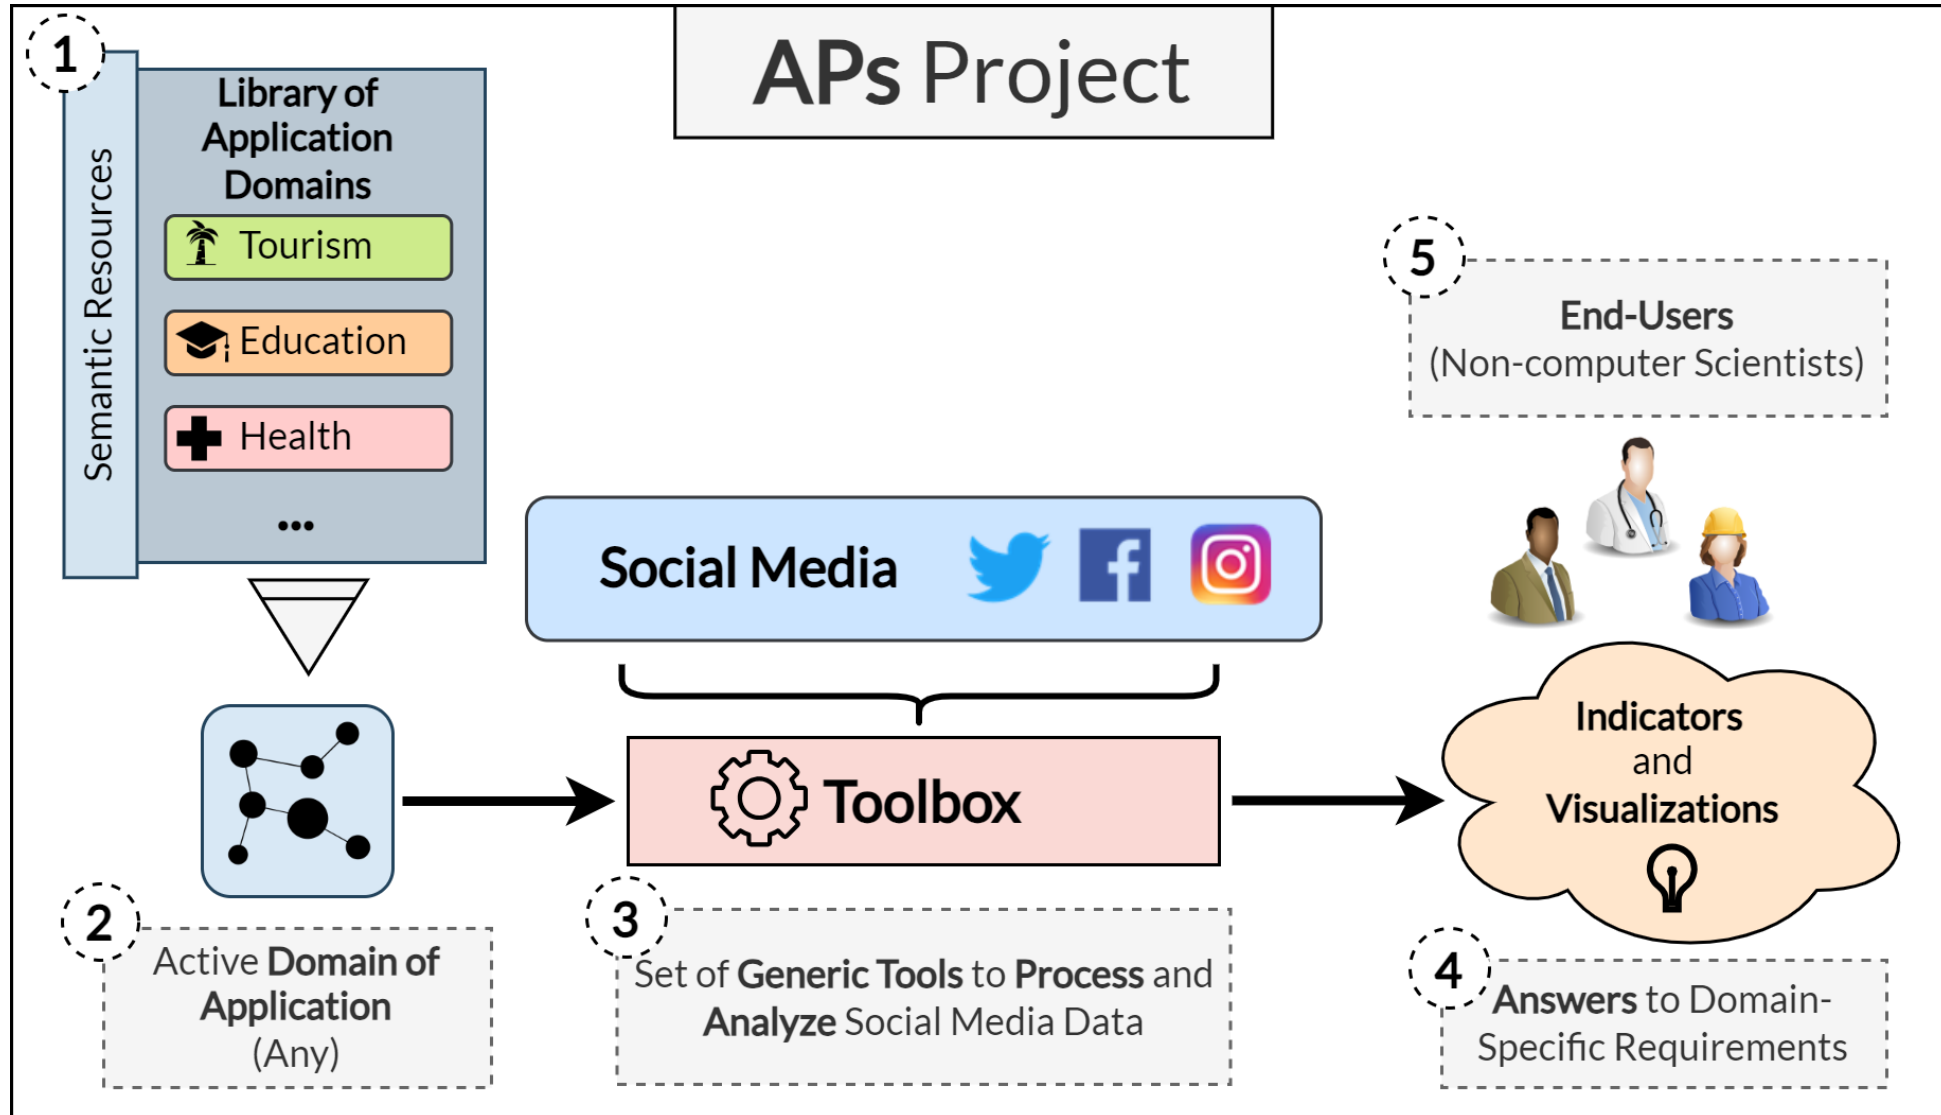 APs Project
1
Semantic Resources
Library of
Application
Domains
Tourism
Education
Health
...
2
Active Domain of
Application
(Any)
Social Media
Toolbox
3
Set of Generic Tools to Process and
Analyze Social Media Data
Indicators
and
Visualizations
4
Answers to Domain-
Specific Requirements
5
End-Users
(Non-computer Scientists)